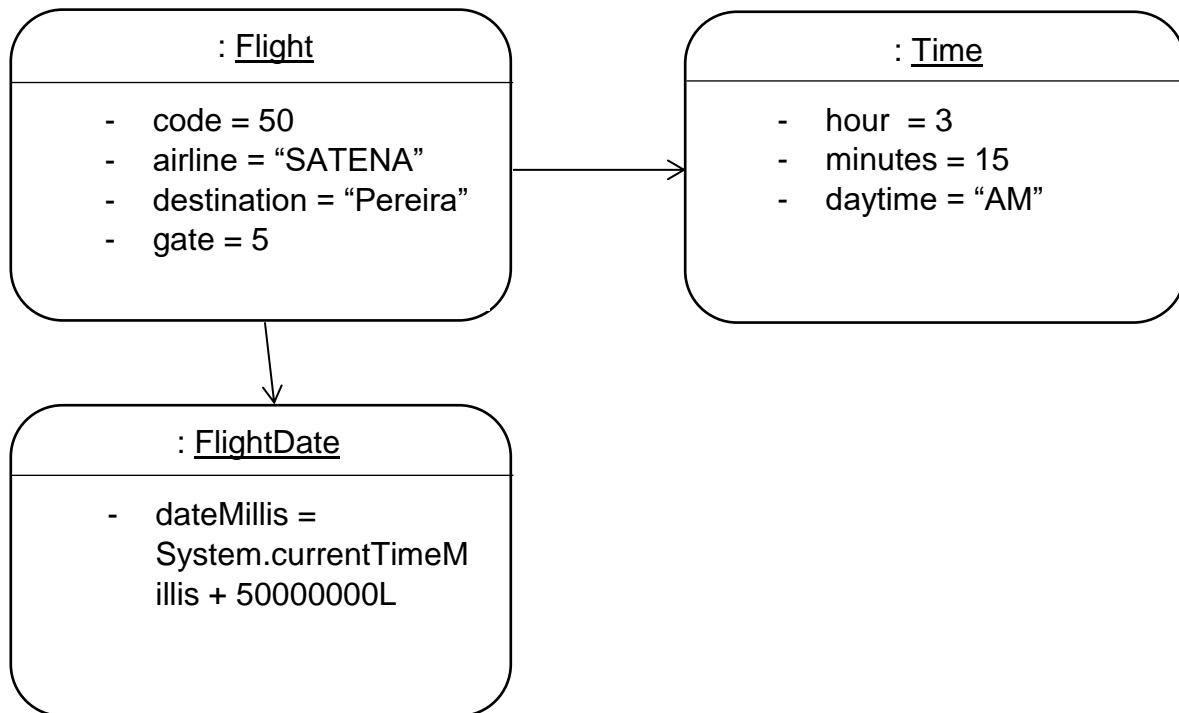 : Flight
- code = 50
- airline = “SATENA”
- destination = “Pereira”
- gate = 5
: Time
- hour  = 3
- minutes = 15
- daytime = “AM”
: FlightDate
- dateMillis =
System.currentTimeM
illis + 50000000L